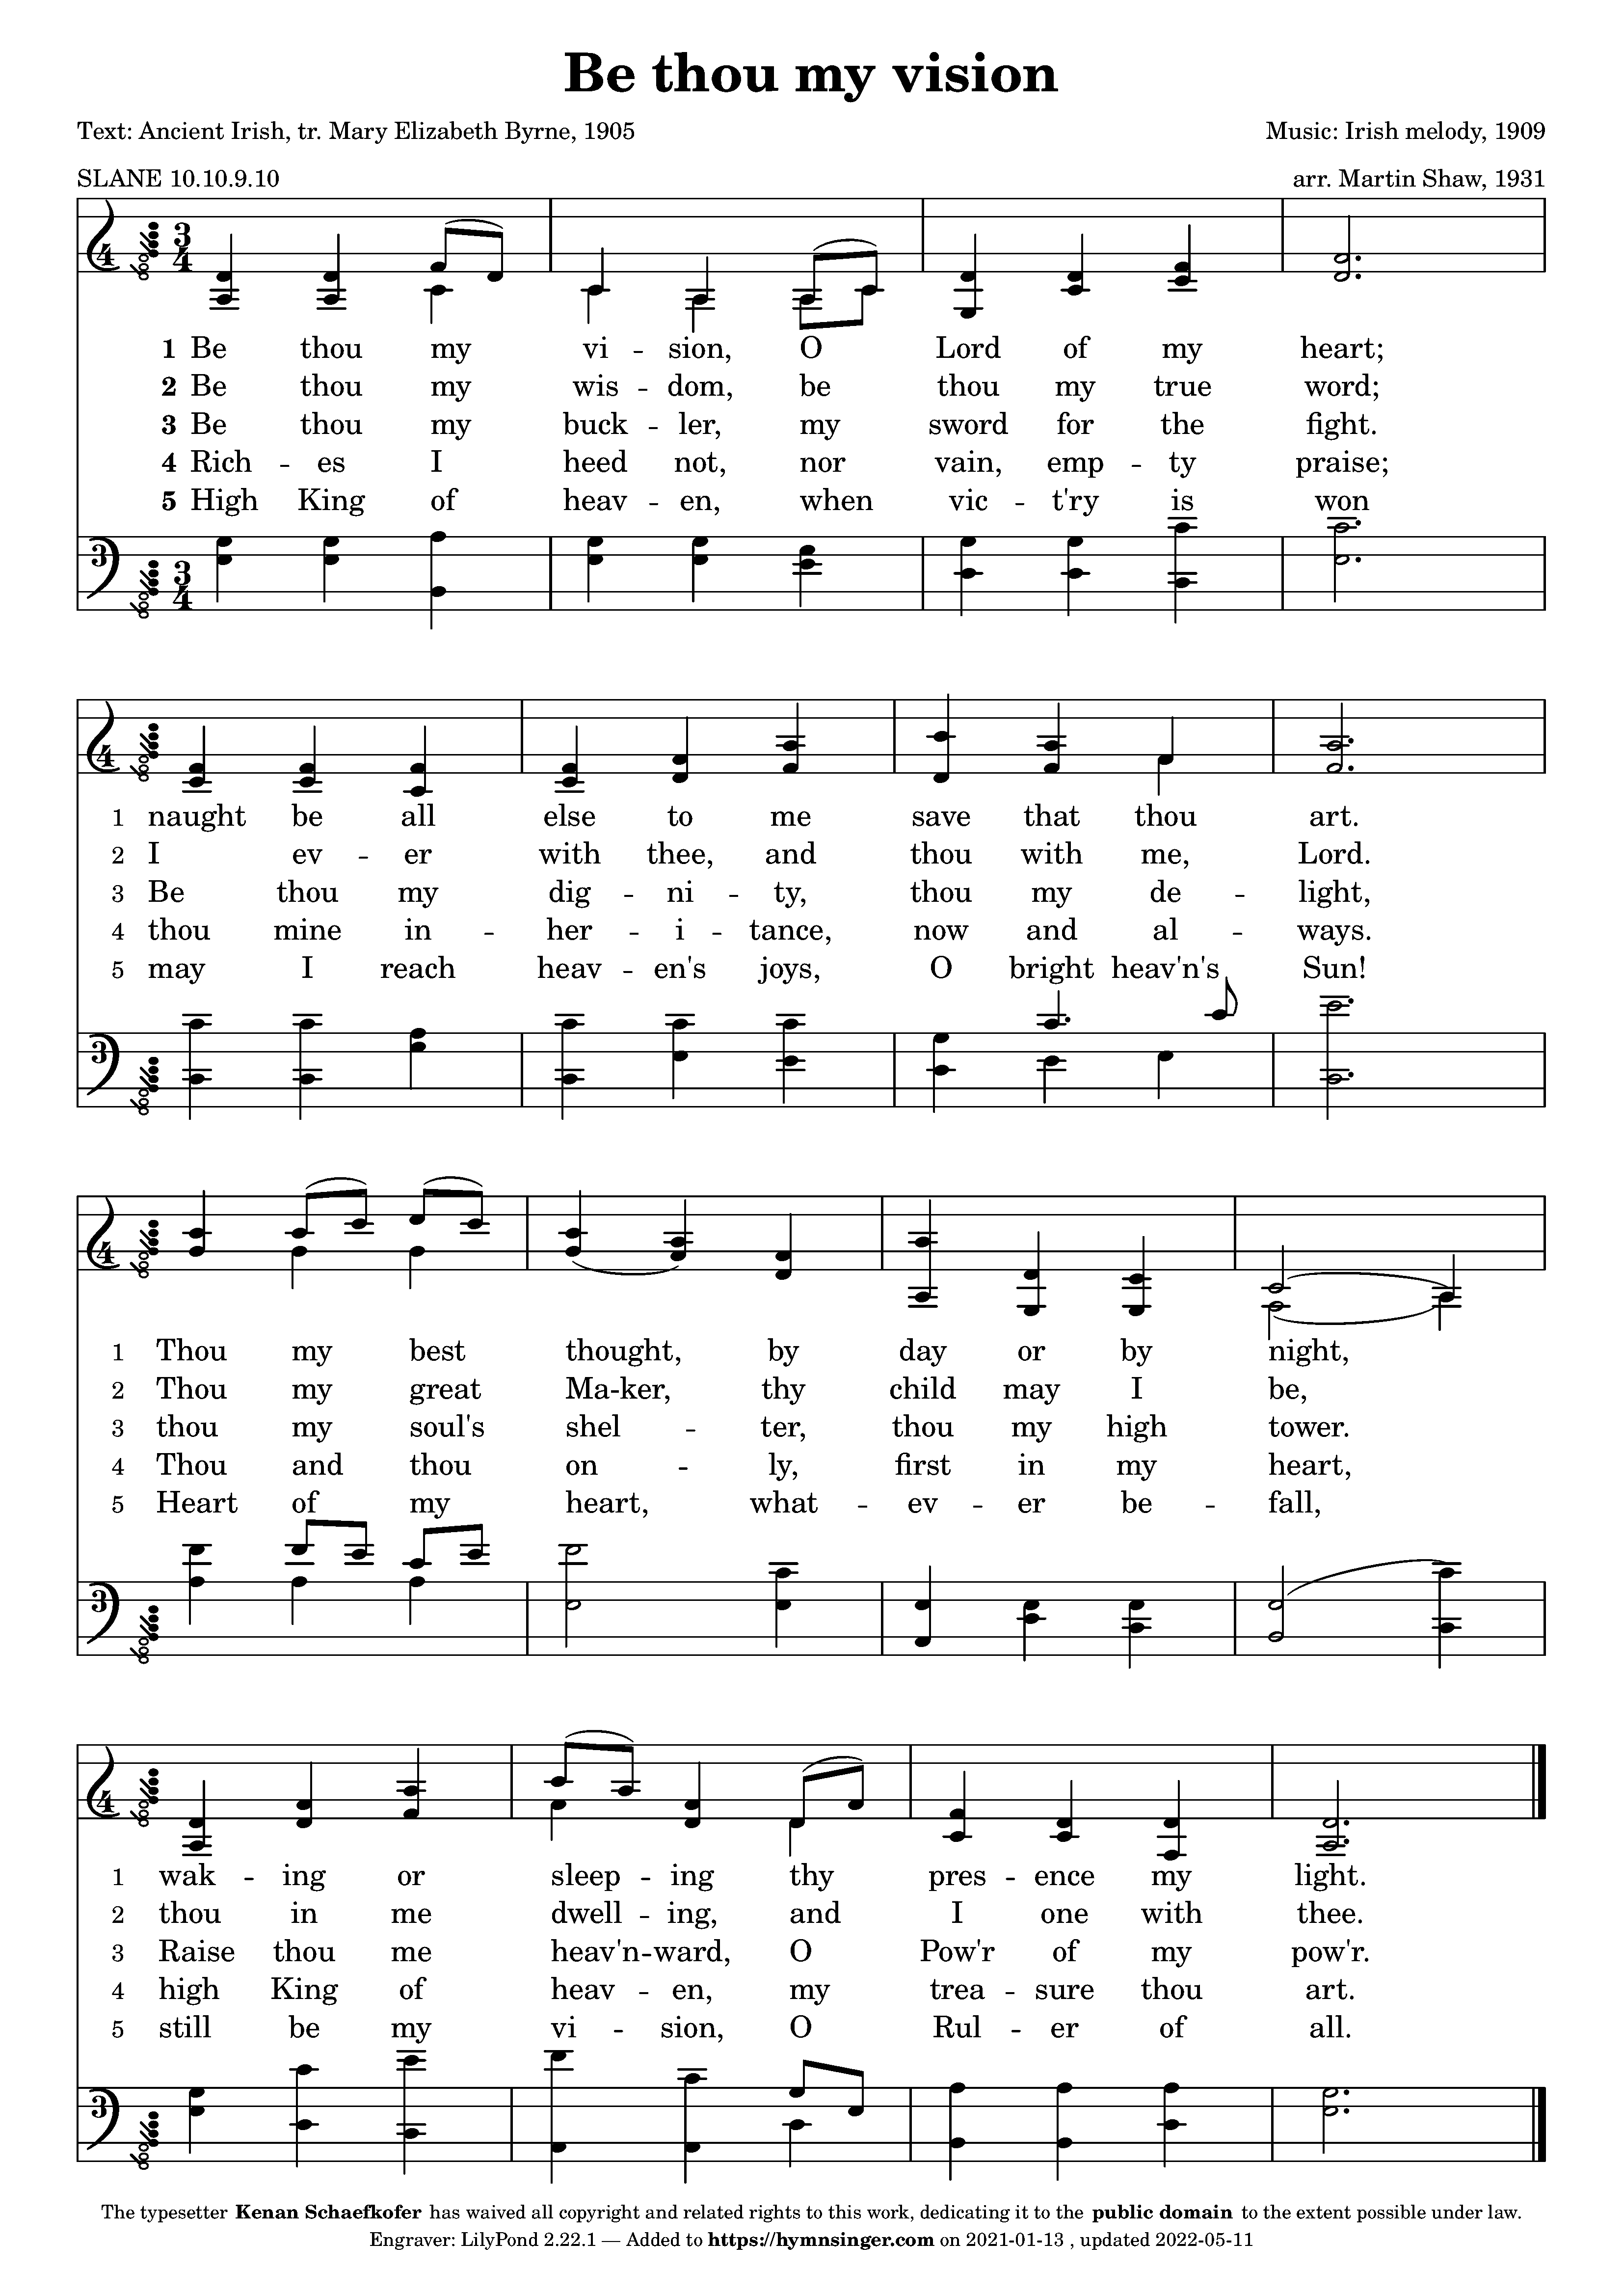 Be thou my vision
Text: Ancient Irish, tr. Mary Elizabeth Byrne, 1905
Music: Irish melody, 1909
SLANE 10.10.9.10
arr. Martin Shaw, 1931
4 3 4
1 Be thou my vi -- sion, O Lord of my heart;
2 Be thou my wis -- dom, be thou my true word;
3 Be thou my buck -- ler, my sword for the fight.
4 Rich -- es I heed not, nor vain, emp -- ty praise;
5 High King of heav -- en, when vic -- t'ry is won
3 3 4
4
1 naught be all else to me save that thou art.
2 I ev -- er with thee, and thou with me, Lord.
3 Be thou my dig -- ni -- ty, thou my de -- light,
4 thou mine in -- her -- i -- tance, now and al -- ways.
5 may I reach heav -- en's joys, O bright heav'n's Sun!
3
4
1 Thou my best thought, by day or by night,
2 Thou my great Ma-ker, thy child may I be,
3 thou my soul's shel -- ter, thou my high tower.
4 Thou and thou on -- ly, first in my heart,
5 Heart of my heart, what -- ev -- er be -- fall,
3
4
1 wak -- ing or sleep -- ing thy pres -- ence my light.
2 thou in me dwell -- ing, and I one with thee.
3 Raise thou me heav'n -- ward, O Pow'r of my pow'r.
4 high King of heav -- en, my trea -- sure thou art.
5 still be my vi -- sion, O Rul -- er of all.
3
The typesetter Kenan Schaefkofer has waived all copyright and related rights to this work, dedicating it to the public domain to the extent possible under law.
Engraver: LilyPond 2.22.1 — Added to https://hymnsinger.com on 2021-01-13 , updated 2022-05-11